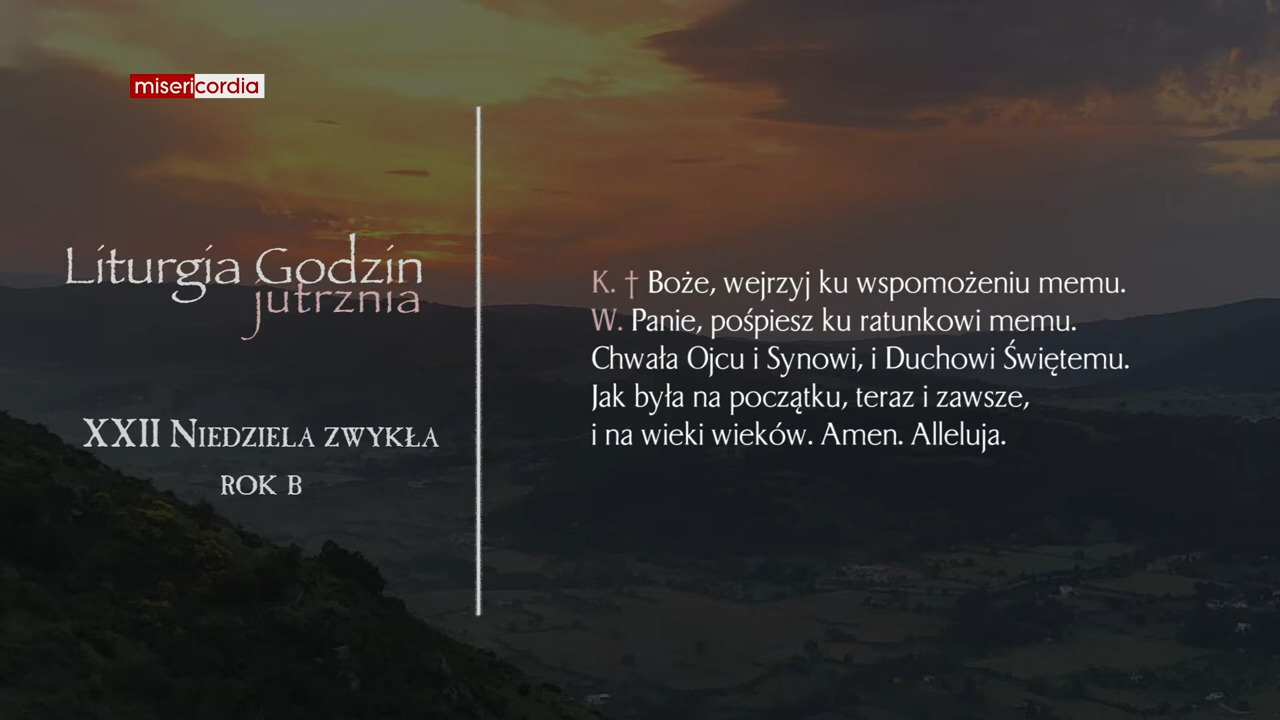 misericordia
Liturgia Godzin
jutrznia
XXII Niedziela zwykła
rok B
K. † Boże, wejrzyj ku wspomożeniu memu.
W. Panie, pośpiesz ku ratunkowi memu.
Chwała Ojcu i Synowi, i Duchowi Świętemu.
Jak była na początku, teraz i zawsze,
i na wieki wieków. Amen. Alleluja.